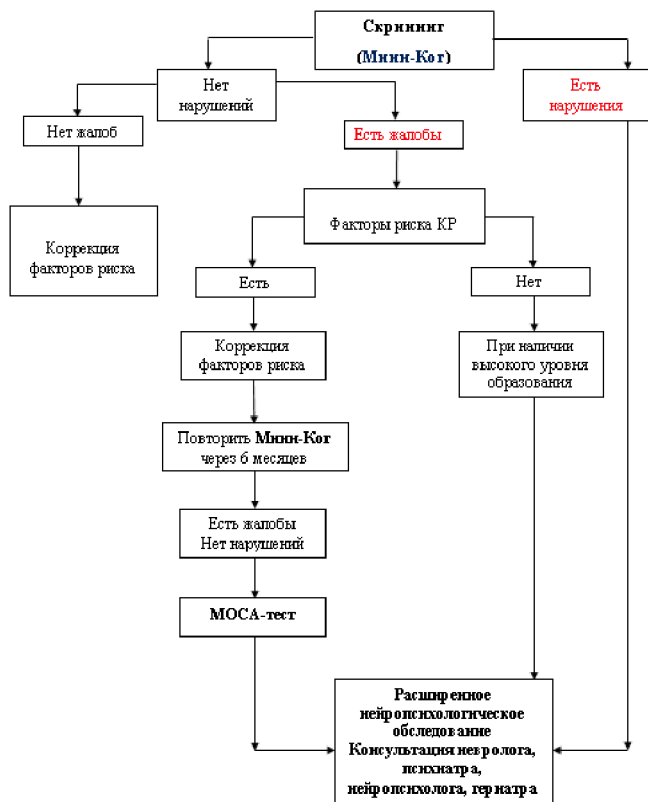 Скрининг
(Мини-Ког)
Нет
нарушений
Есть
нарушения
Нет жалоб
Есть жалобы
Коррекция
факторов риска
Факторы риска КР
Есть
Нет
Коррекция
факторов риска
При наличии
высокого уровня
образования
Повторить Мини-Ког
через 6 месяцев
Есть жалобы
Нет нарушений
МОСА-тест
Расширенное
нейропсихологическое
обследование
Консультация невролога,
психиатра,
нейропсихолога, гериатра